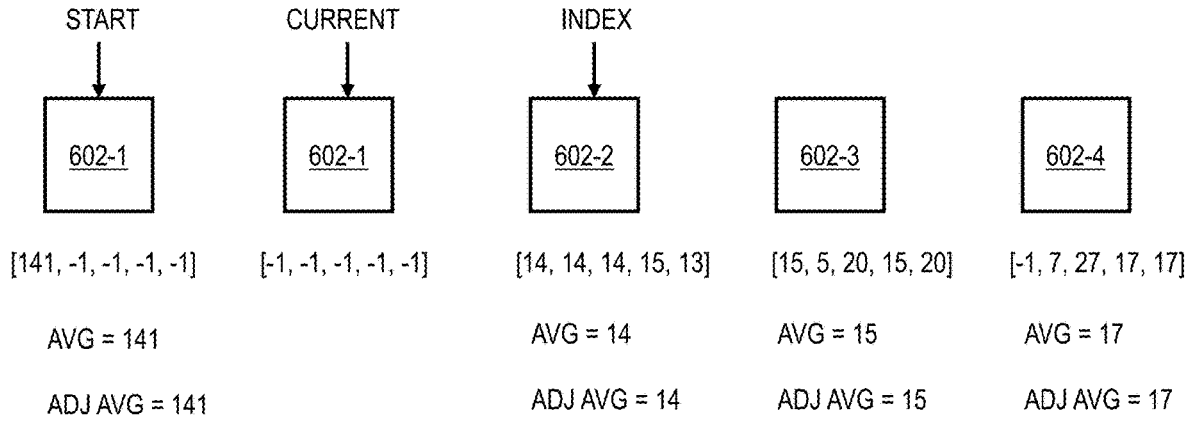 START CURRENT INDEX
602-1 602-1 602-2 602-3 602-4
[141, -1, -1, -1, -1] [-1, -1, -1, -1, -1] [14, 14, 14, 15, 13] [15, 5, 20, 15, 20] [-1, 7, 27, 17, 17]
AVG = 141 AVG = 14 AVG = 15 AVG = 17
ADJ AVG = 141 ADJ AVG = 14 ADJ AVG = 15 ADJ AVG = 17